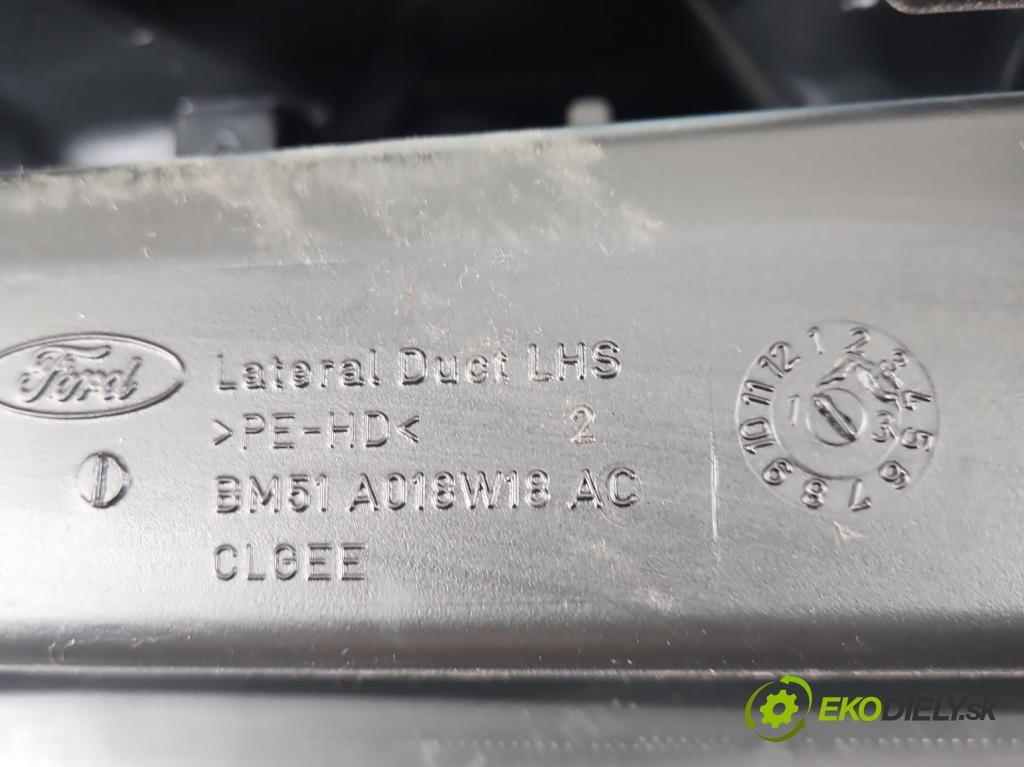 Ford
Lateral Duct LHS
>PE-HD< 2
BM51 A018W18 AC
CLGEE
1 2 3 4 5 6 7 8 9 10 11 12
1 3
EKODIELY.sk